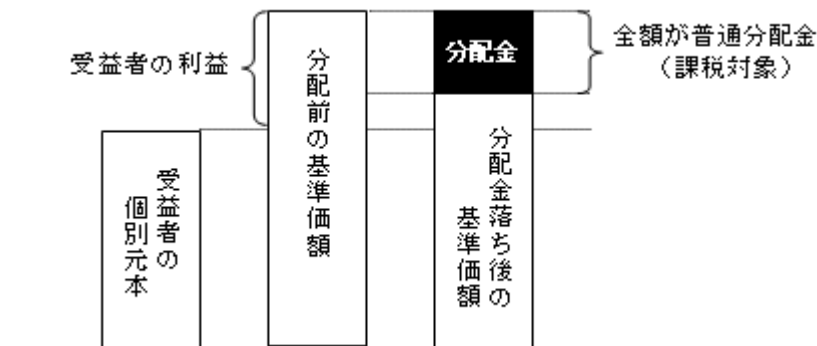 受益者の利益
分配前の基準価額
分配金
全額が普通分配金
（課税対象）
受益者の
個別元本
分配金落ち後の
基準価額